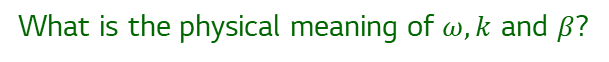 What is the physical meaning of ω, k and β?